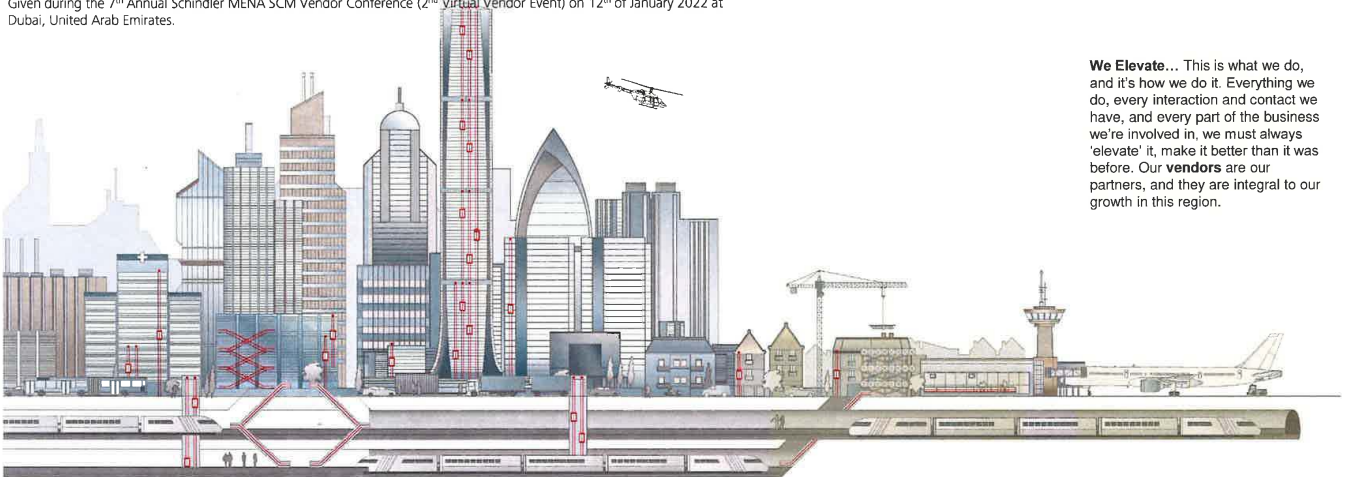 Given during the 7th Annual Schindler MENA SCM Vendor Conference (2nd Virtual Vendor Event) on 12th of January 2022 at
Dubai, United Arab Emirates.
We Elevate... This is what we do,
and it's how we do it. Everything we
do, every interaction and contact we
have, and every part of the business
we're involved in, we must always
'elevate' it, make it better than it was
before. Our vendors are our
partners, and they are integral to our
growth in this region.